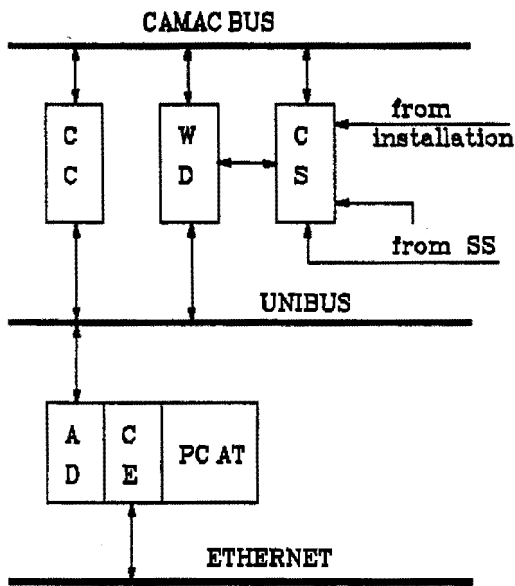 CAMAC BUS
C C
W D
C S
from
installation
from SS
UNIBUS
A D
C E
PC AT
ETHERNET